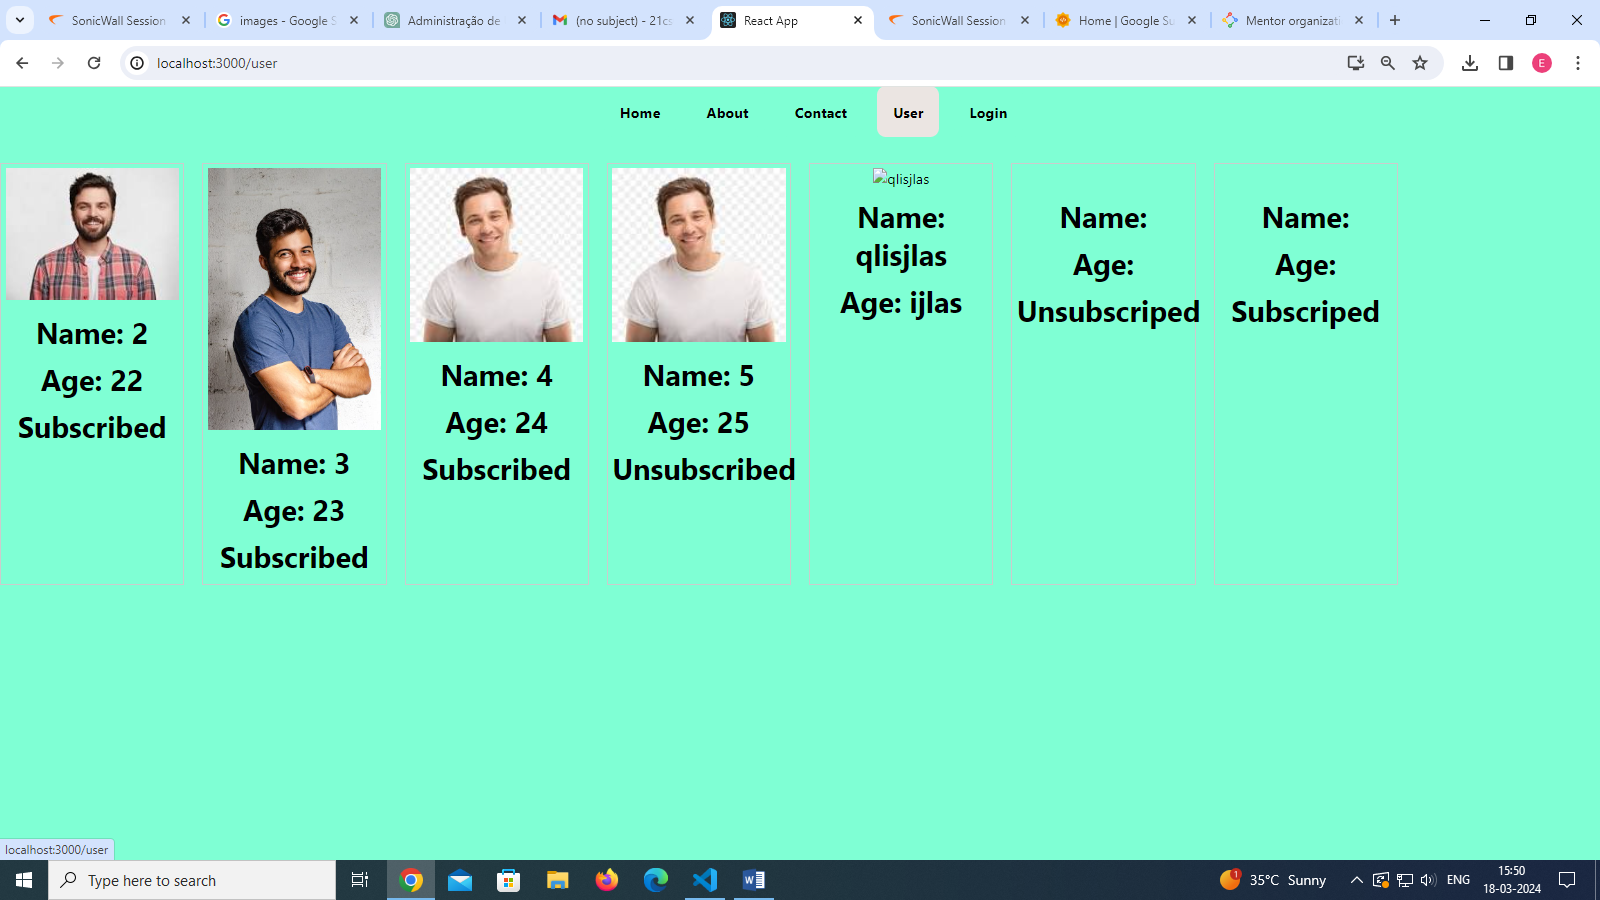 SonicWall Session
images - Google S
Administração de
(no subject) - 21cs
React App
SonicWall Session
Home | Google Su
Mentor organizati
localhost:3000/user
E
Home
About
Contact
User
Login
Name: 2
Age: 22
Subscribed
Name: 3
Age: 23
Subscribed
Name: 4
Age: 24
Subscribed
Name: 5
Age: 25
Unsubscribed
qlisjlas
Name:
qlisjlas
Age: ijlas
Name:
Age:
Unsubscriped
Name:
Age:
Subscriped
localhost:3000/user
Type here to search
1
35°C Sunny
ENG
15:50
18-03-2024